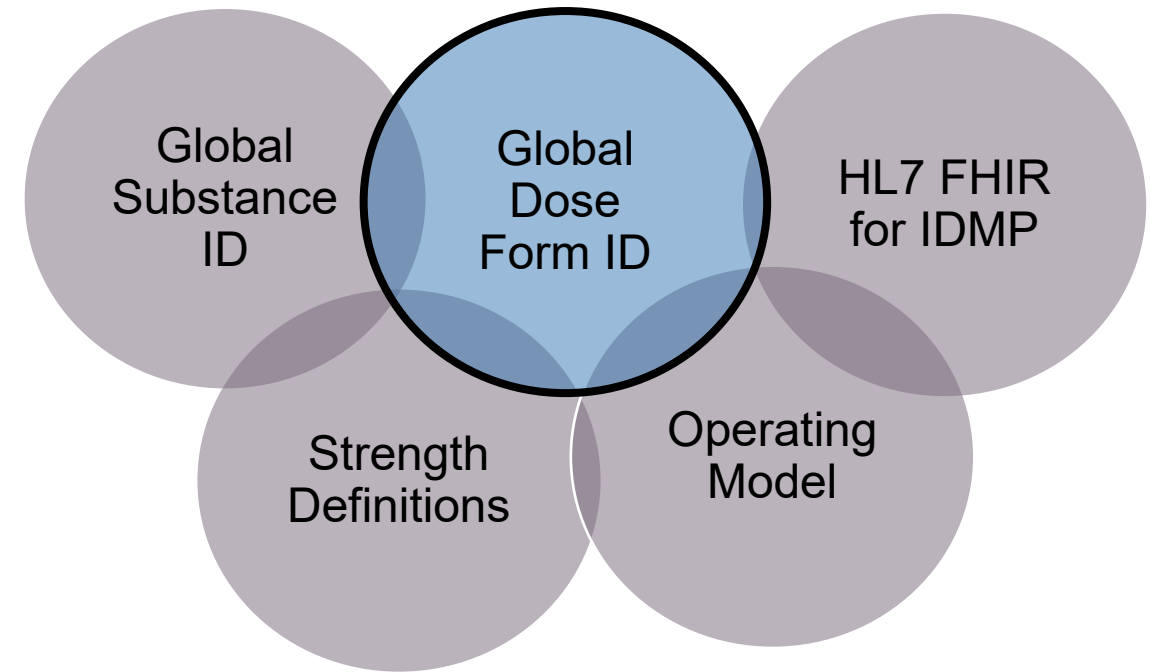 Global
Substance
ID
Global
Dose
Form ID
HL7 FHIR
for IDMP
Strength
Definitions
Operating
Model